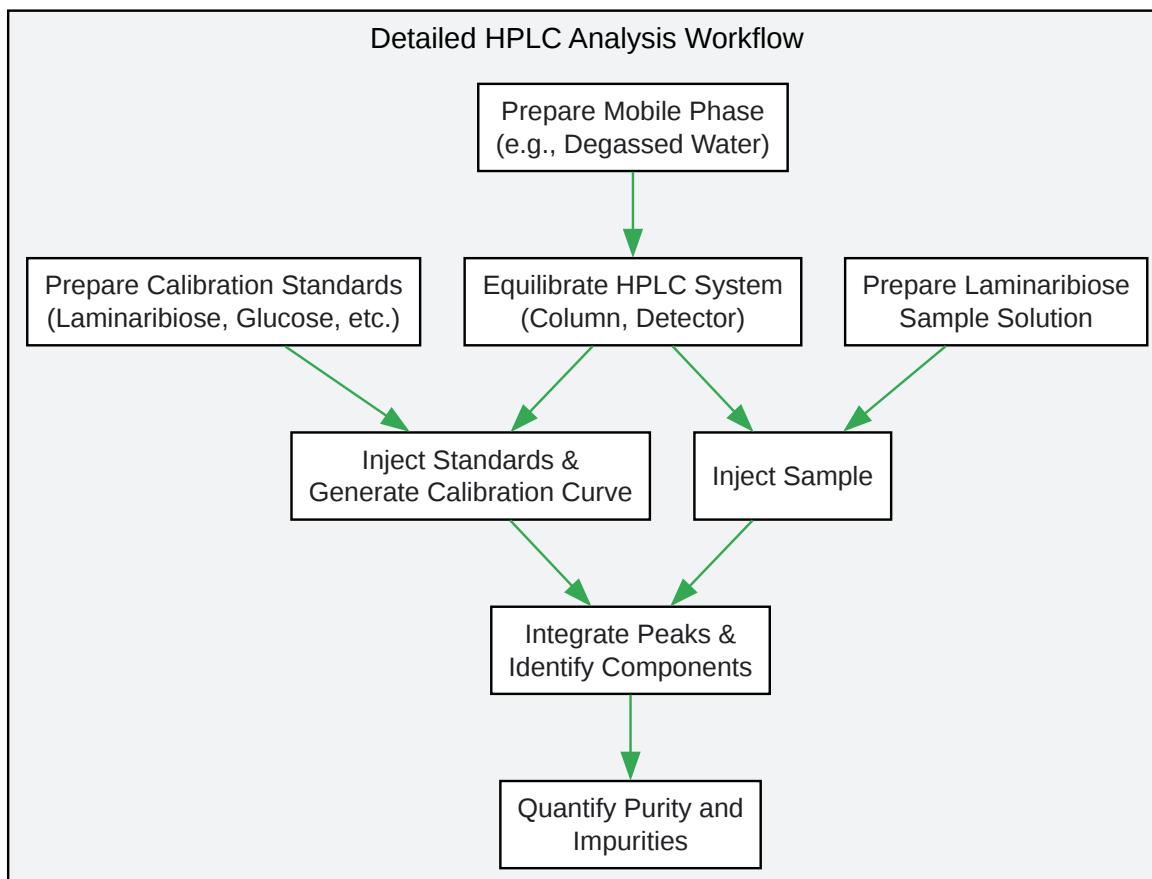 Detailed HPLC Analysis Workflow
Prepare Mobile Phase
(e.g., Degassed Water)
Prepare Calibration Standards
(Laminaribiose, Glucose, etc.)
Equilibrate HPLC System
(Column, Detector)
Prepare Laminaribiose
Sample Solution
Inject Standards &
Generate Calibration Curve
Inject Sample
Integrate Peaks &
Identify Components
Quantify Purity and
Impurities